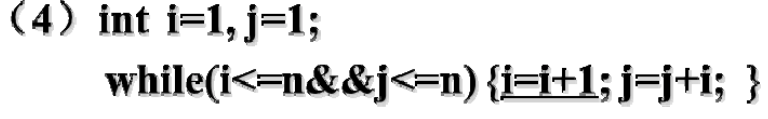 （4）int i=1,j=1;
while(i<=n&&j<=n) {i=i+1; j=j+i; }